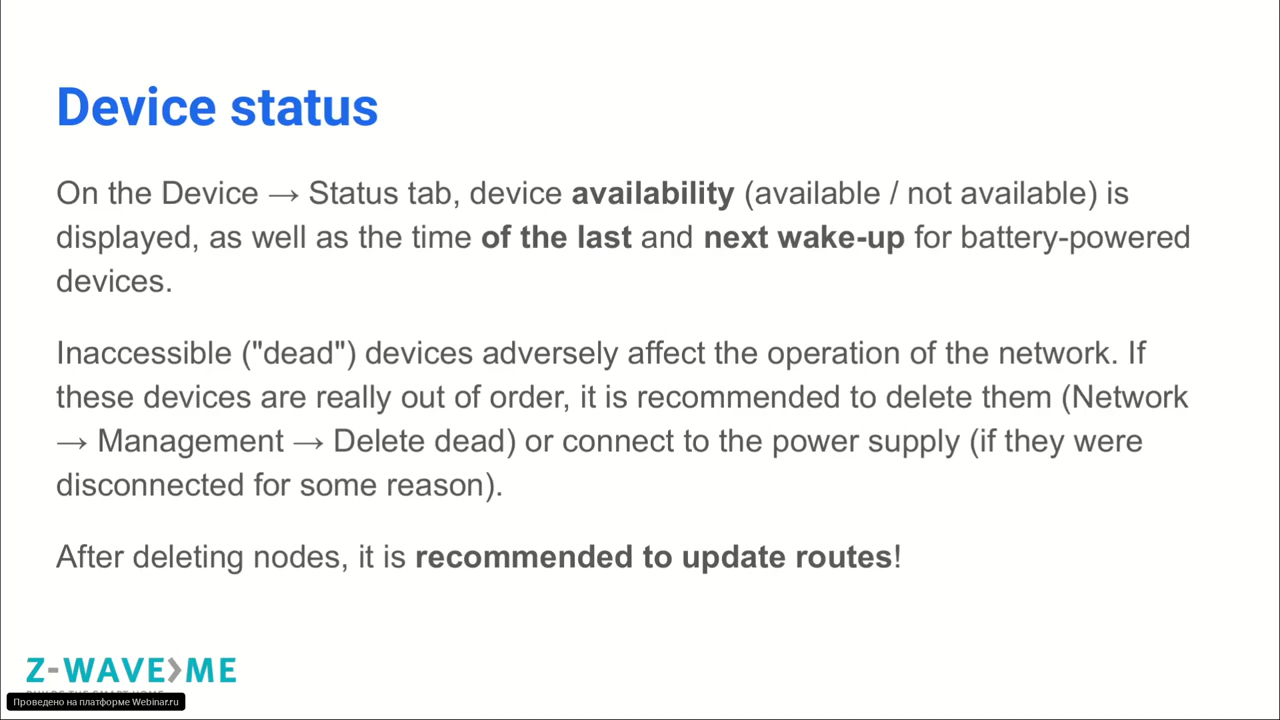 Device status
On the Device → Status tab, device availability (available / not available) is
displayed, as well as the time of the last and next wake-up for battery-powered
devices.
Inaccessible ("dead") devices adversely affect the operation of the network. If
these devices are really out of order, it is recommended to delete them (Network
→ Management → Delete dead) or connect to the power supply (if they were
disconnected for some reason).
After deleting nodes, it is recommended to update routes!
Z-WAVE>ME
Проведено на платформе Webinar.ru